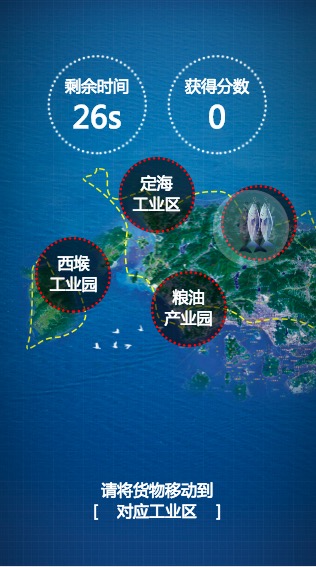 剩余时间
26s
获得分数
0
定海
工业区
西堠
工业园
粮油
产业园
请将货物移动到
[ 对应工业区 ]